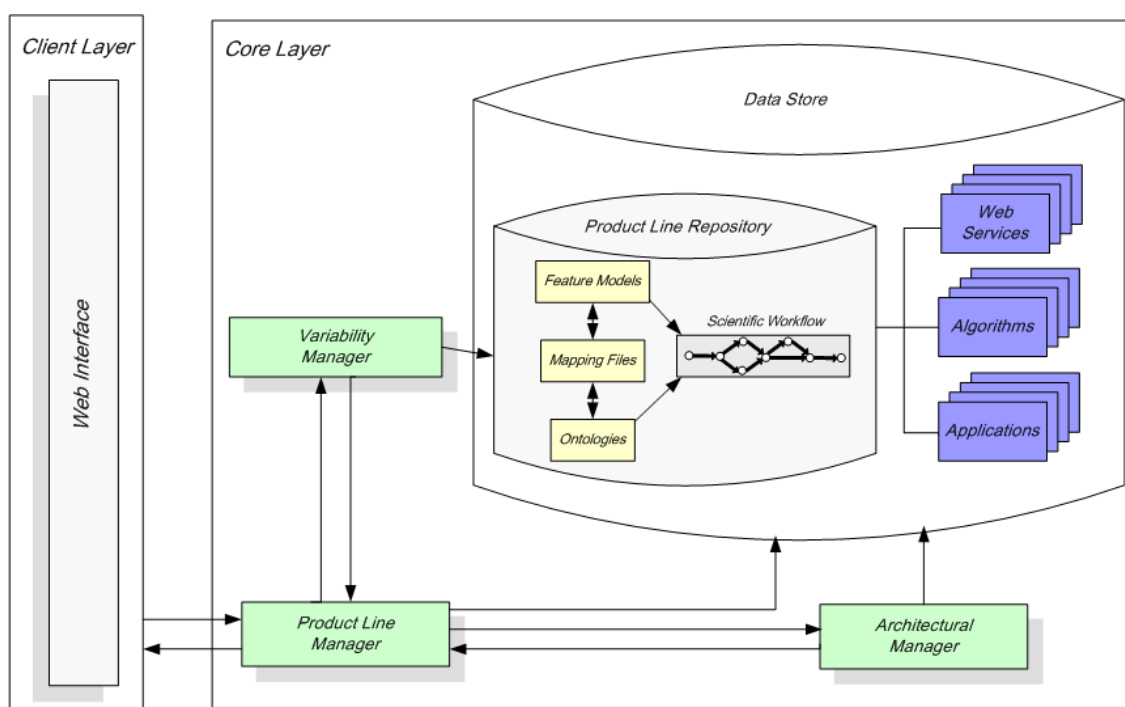 Client Layer
Web Interface
Core Layer
Data Store
Product Line Repository
Feature Models
Mapping Files
Ontologies
Scientific Workflow
Web
Services
Algorithms
Applications
Variability
Manager
Product Line
Manager
Architectural
Manager